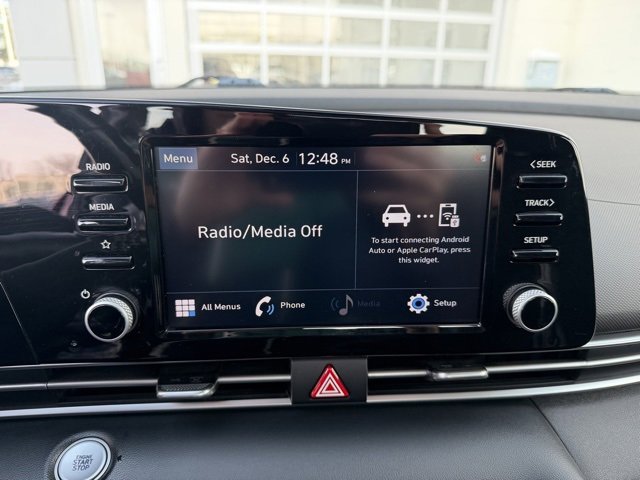 RADIO
MEDIA
Menu
Sat, Dec. 6 12:48 PM
Radio/Media Off
To start connecting Android
Auto or Apple CarPlay, press
this widget.
All Menus
Phone
Media
Setup
<SEEK
TRACK>
SETUP
ENGINE
START
STOP